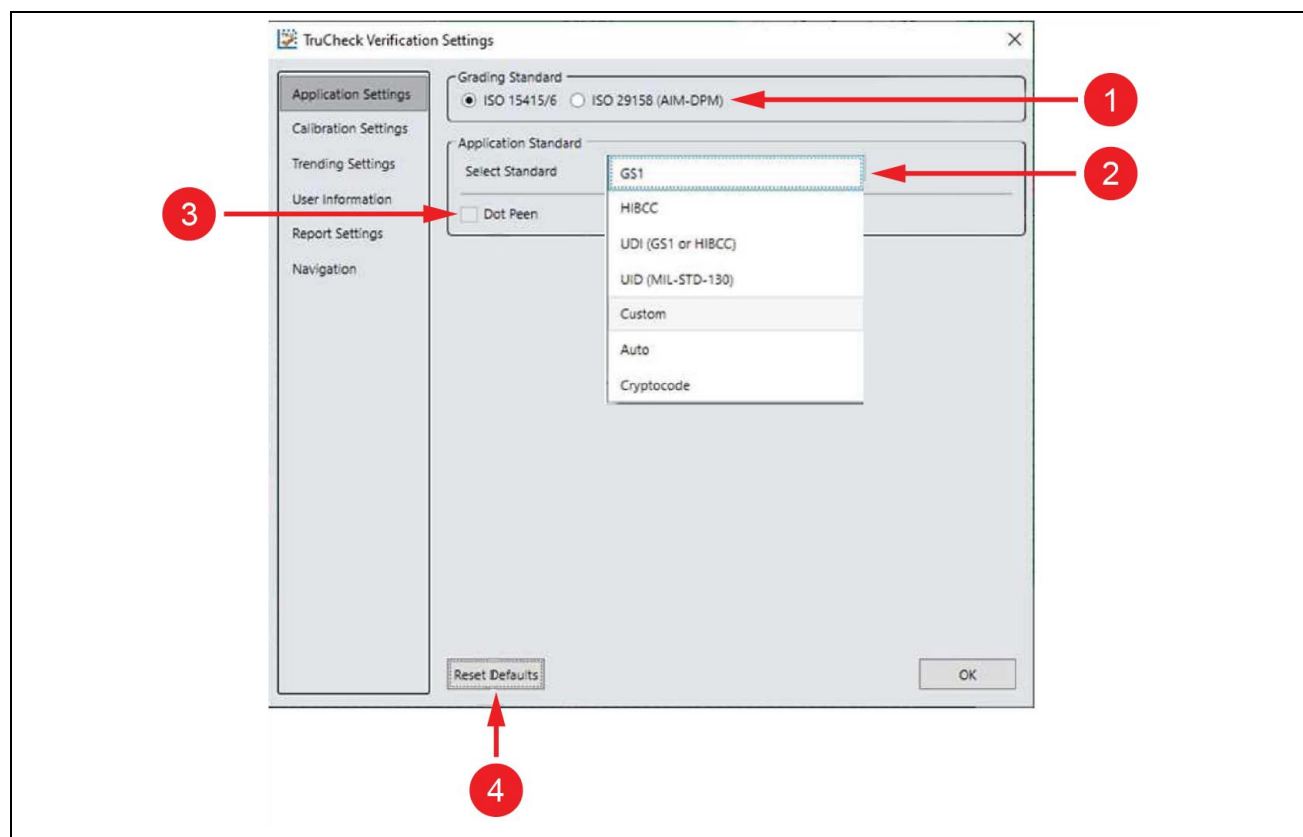 TruCheck Verification Settings
Application Settings
Calibration Settings
Trending Settings
User Information
Report Settings
Navigation
Grading Standard
ISO 15415/6 ISO 29158 (AIM-DPM)
1
Application Standard
Select Standard
GS1
2
HIBCC
UDI (GS1 or HIBCC)
UID (MIL-STD-130)
Custom
Auto
Cryptocode
3
Dot Peen
Reset Defaults
OK
4